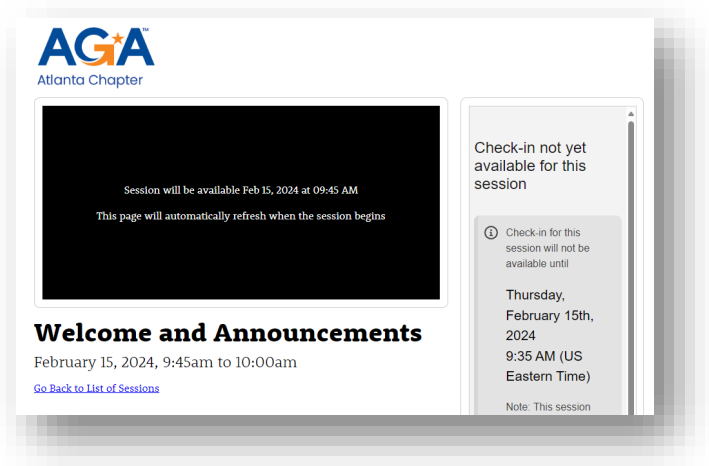 AGA™
Atlanta Chapter
Session will be available Feb 15, 2024 at 09:45 AM
This page will automatically refresh when the session begins
Welcome and Announcements
February 15, 2024, 9:45am to 10:00am
Go Back to List of Sessions
Check-in not yet
available for this
session
Check-in for this
session will not be
available until
Thursday,
February 15th,
2024
9:35 AM (US
Eastern Time)
Note: This session